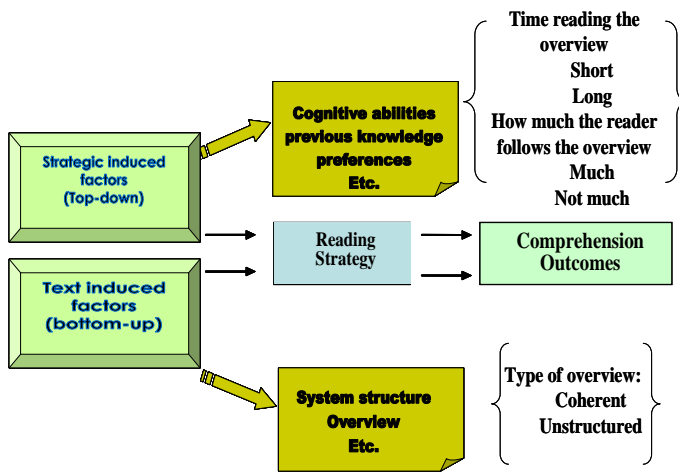 Time reading the
overview
Short
Long
How much the reader
follows the overview
Much
Not much
Cognitive abilities
previous knowledge
preferences
Etc.
Strategic induced
factors
(Top-down)
Reading
Strategy
Comprehension
Outcomes
Text induced
factors
(bottom-up)
System structure
Overview
Etc.
Type of overview:
Coherent
Unstructured